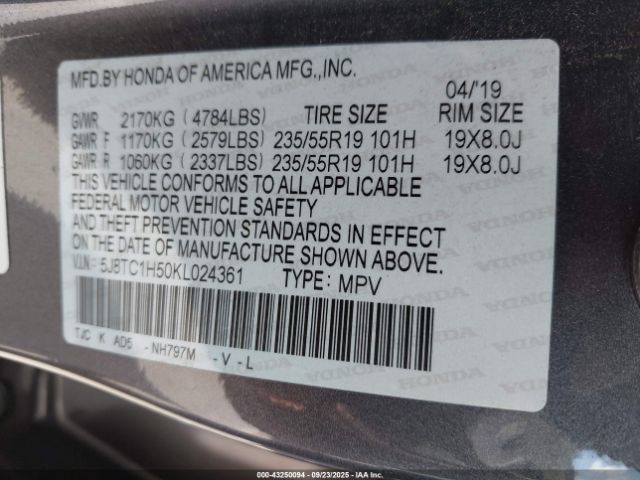 MFD.BY HONDA OF AMERICA MFG.,INC.
04/'19
GVWR 2170KG ( 4784LBS) TIRE SIZE RIM SIZE
GAWR F 1170KG ( 2579LBS) 235/55R19 101H 19X8.0J
GAWR R 1060KG ( 2337LBS) 235/55R19 101H 19X8.0J
THIS VEHICLE CONFORMS TO ALL APPLICABLE
FEDERAL MOTOR VEHICLE SAFETY
AND THEFT PREVENTION STANDARDS IN EFFECT
ON THE DATE OF MANUFACTURE SHOWN ABOVE.
V.I.N.: 5J8TC1H50KL024361 TYPE: MPV
TJC K AD5 - NH797M - V - L
000-43250094 - 09/23/2025 - IAAI.COM